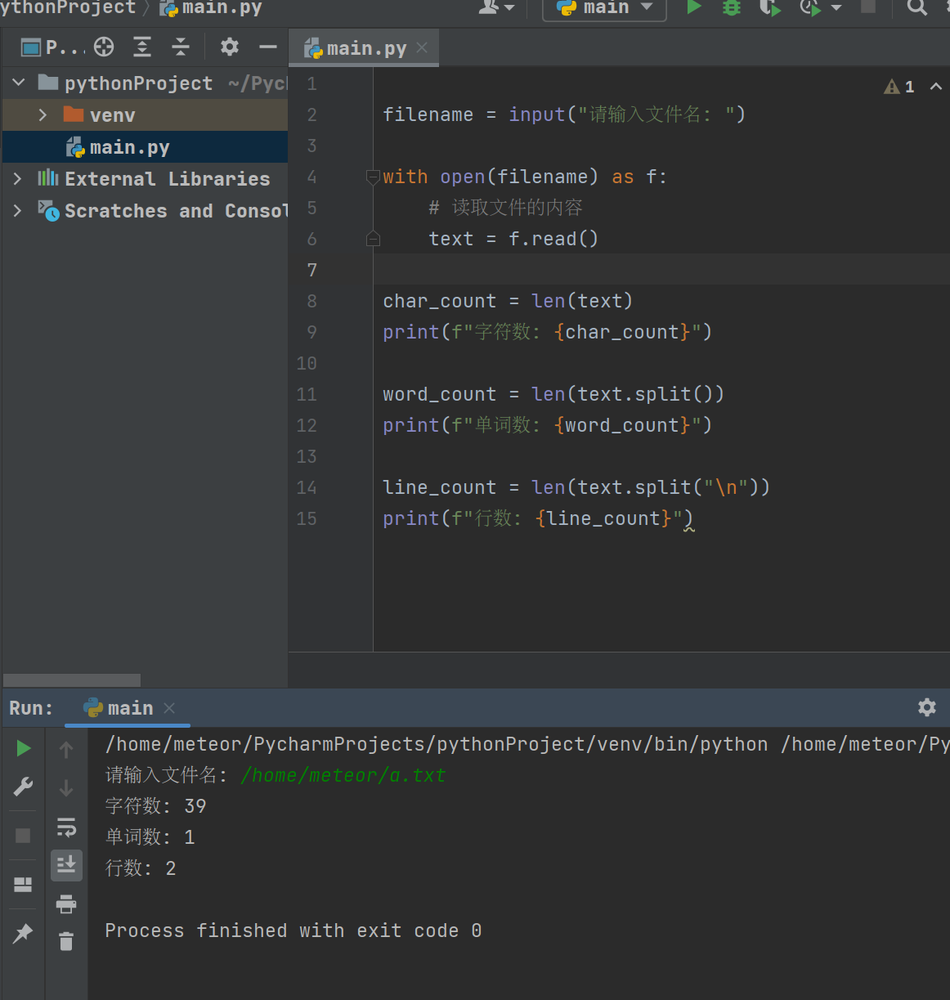 ythonProject
main.py
main
P...
main.py
pythonProject ~/Pyc
venv
main.py
External Libraries
Scratches and Consol
1
1
2 filename = input("请输入文件名: ")
3
4 with open(filename) as f:
5 # 读取文件的内容
6 text = f.read()
7
8 char_count = len(text)
9 print(f"字符数: {char_count}")
10
11 word_count = len(text.split())
12 print(f"单词数: {word_count}")
13
14 line_count = len(text.split("\n"))
15 print(f"行数: {line_count}")
Run: main
/home/meteor/PycharmProjects/pythonProject/venv/bin/python /home/meteor/Py
请输入文件名: /home/meteor/a.txt
字符数: 39
单词数: 1
行数: 2
Process finished with exit code 0